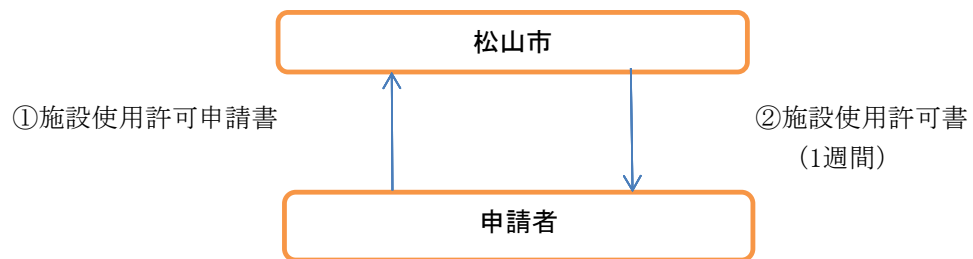 松山市
①施設使用許可申請書
②施設使用許可書
（1週間）
申請者